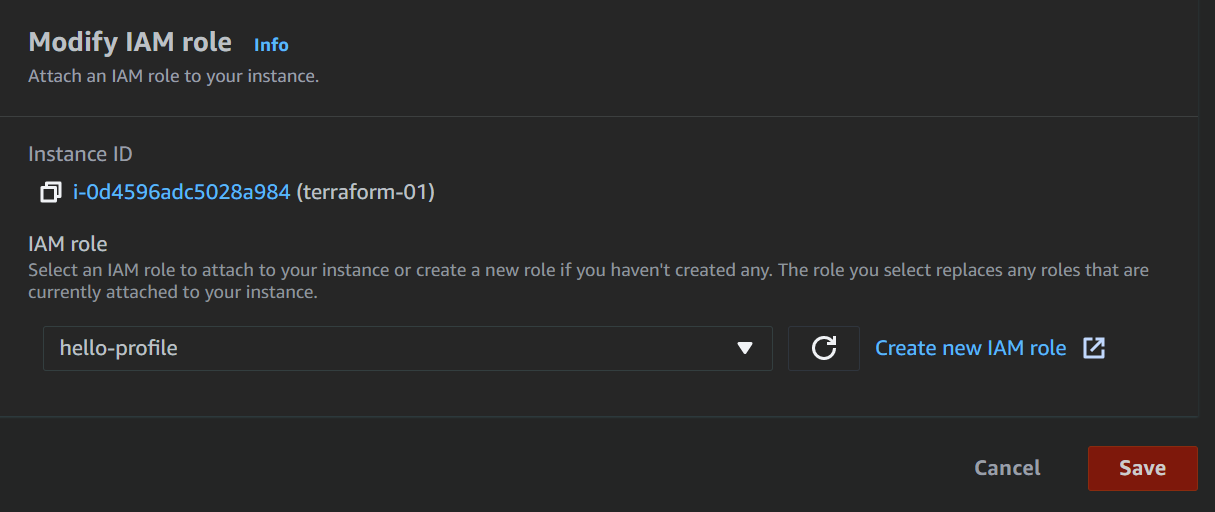 Modify IAM role Info
Attach an IAM role to your instance.
Instance ID
i-0d4596adc5028a984 (terraform-01)
IAM role
Select an IAM role to attach to your instance or create a new role if you haven't created any. The role you select replaces any roles that are
currently attached to your instance.
hello-profile Create new IAM role
Cancel Save